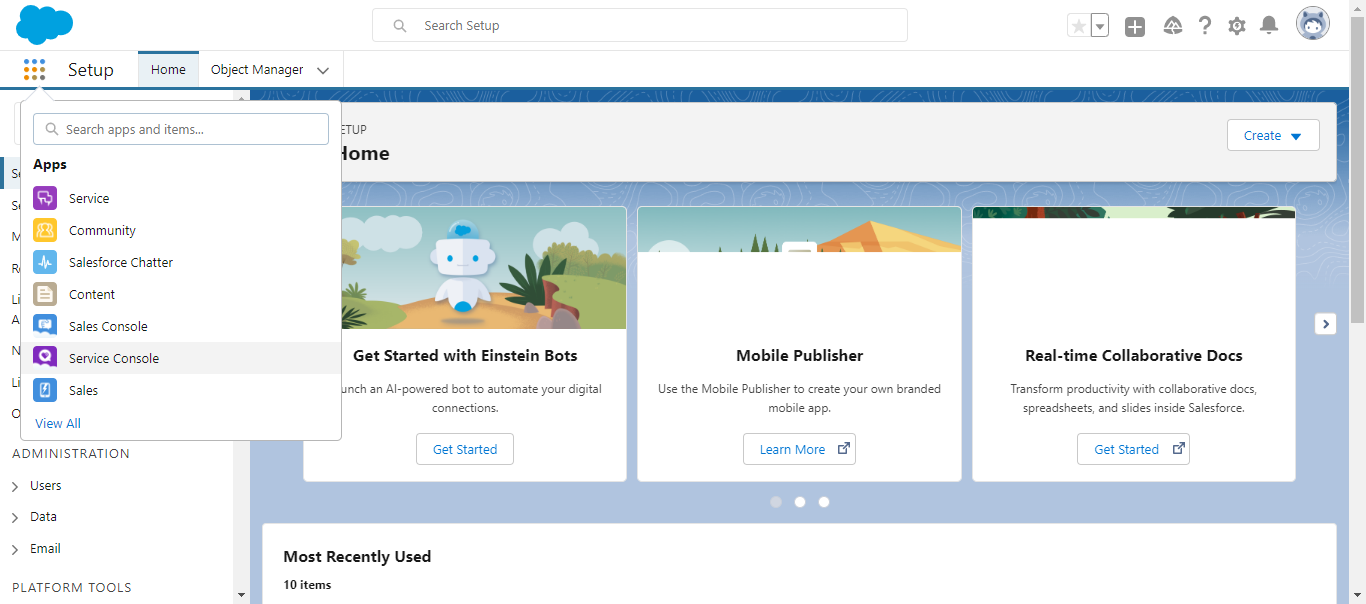 Search Setup
Setup
Home
Object Manager
Search apps and items...
Apps
Service
Community
Salesforce Chatter
Content
Sales Console
Service Console
Sales
View All
ADMINISTRATION
Users
Data
Email
PLATFORM TOOLS
ETUP
Home
Create
Get Started with Einstein Bots
unch an AI-powered bot to automate your digital
connections.
Get Started
Mobile Publisher
Use the Mobile Publisher to create your own branded
mobile app.
Learn More
Real-time Collaborative Docs
Transform productivity with collaborative docs,
spreadsheets, and slides inside Salesforce.
Get Started
Most Recently Used
10 items